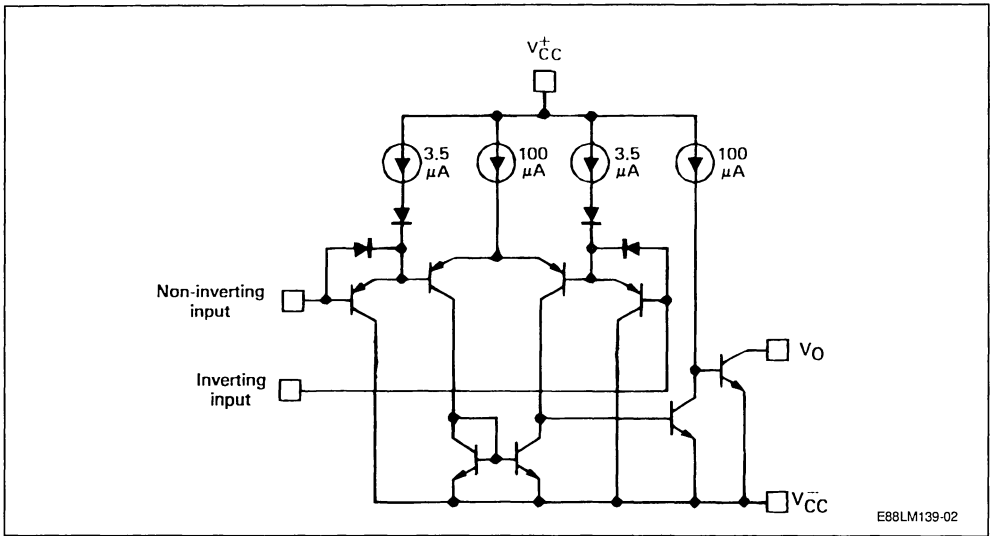 V+CC
3.5
μA
100
μA
3.5
μA
100
μA
Non-inverting
input
VO
Inverting
input
V-CC
E88LM139-02